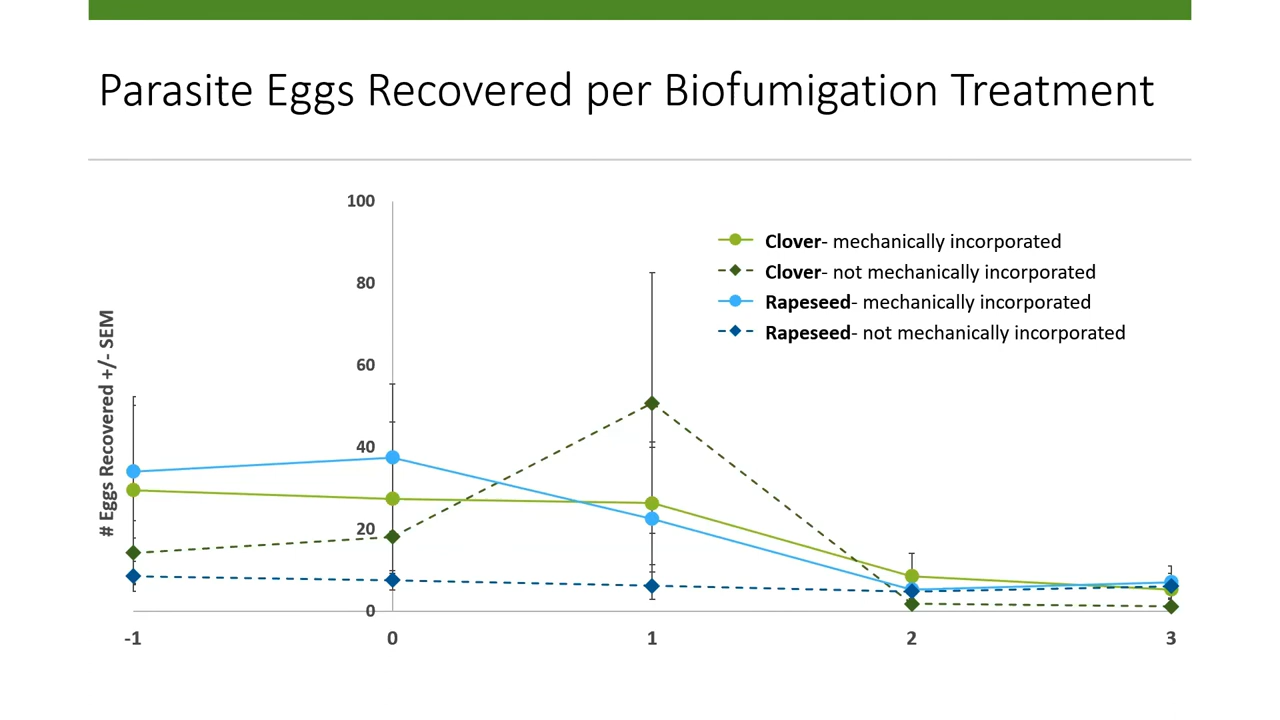 Parasite Eggs Recovered per Biofumigation Treatment
100
80
60
40
20
0
# Eggs Recovered +/- SEM
Clover- mechanically incorporated
Clover- not mechanically incorporated
Rapeseed- mechanically incorporated
Rapeseed- not mechanically incorporated
-1 0 1 2 3